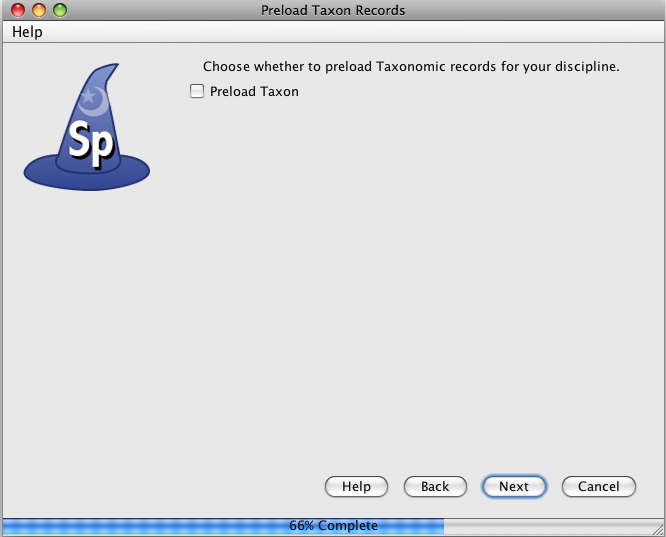 Preload Taxon Records
Help
Choose whether to preload Taxonomic records for your discipline.
Preload Taxon
Sp
Help Back Next Cancel
66% Complete